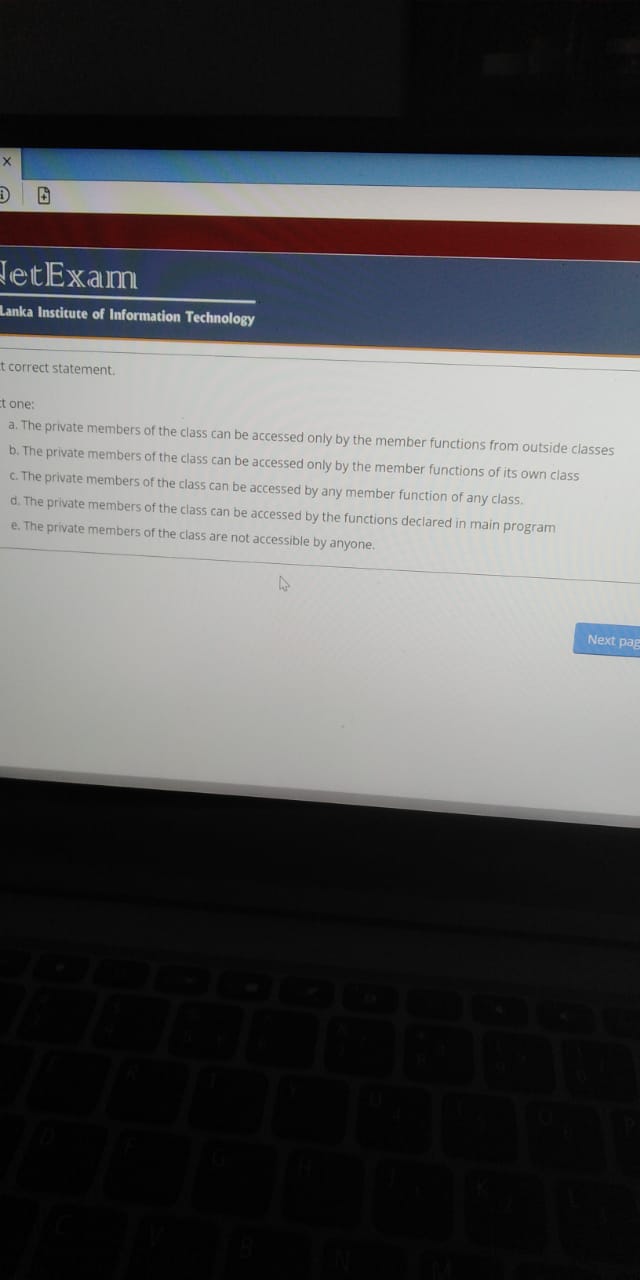 NetExam
Lanka Institute of Information Technology
t correct statement.
t one:
a. The private members of the class can be accessed only by the member functions from outside classes
b. The private members of the class can be accessed only by the member functions of its own class
c. The private members of the class can be accessed by any member function of any class.
d. The private members of the class can be accessed by the functions declared in main program
e. The private members of the class are not accessible by anyone.
Next pag